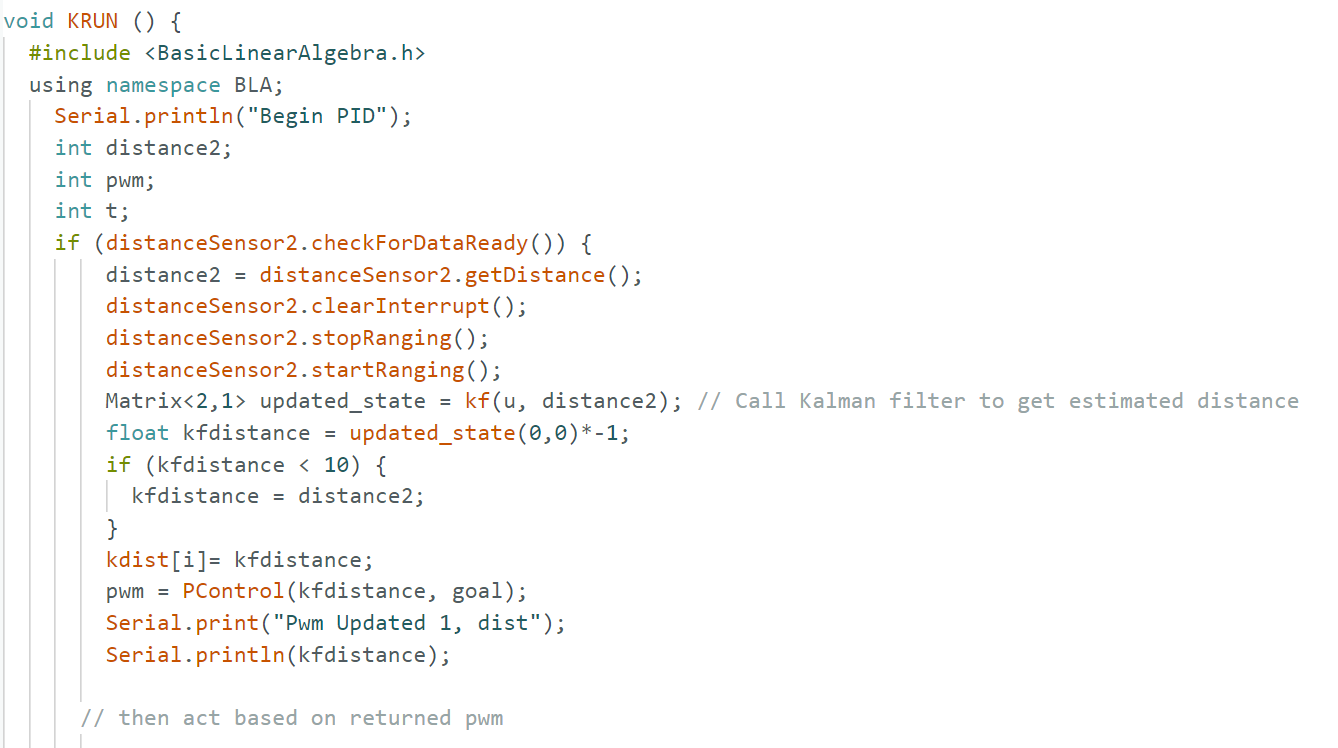 void KRUN () {
#include <BasicLinearAlgebra.h>
using namespace BLA;
Serial.println("Begin PID");
int distance2;
int pwm;
int t;
if (distanceSensor2.checkForDataReady()) {
distance2 = distanceSensor2.getDistance();
distanceSensor2.clearInterrupt();
distanceSensor2.stopRanging();
distanceSensor2.startRanging();
Matrix<2,1> updated_state = kf(u, distance2); // Call Kalman filter to get estimated distance
float kfdistance = updated_state(0,0)*-1;
if (kfdistance < 10) {
kfdistance = distance2;
}
kdist[i]= kfdistance;
pwm = PControl(kfdistance, goal);
Serial.print("Pwm Updated 1, dist");
Serial.println(kfdistance);
// then act based on returned pwm